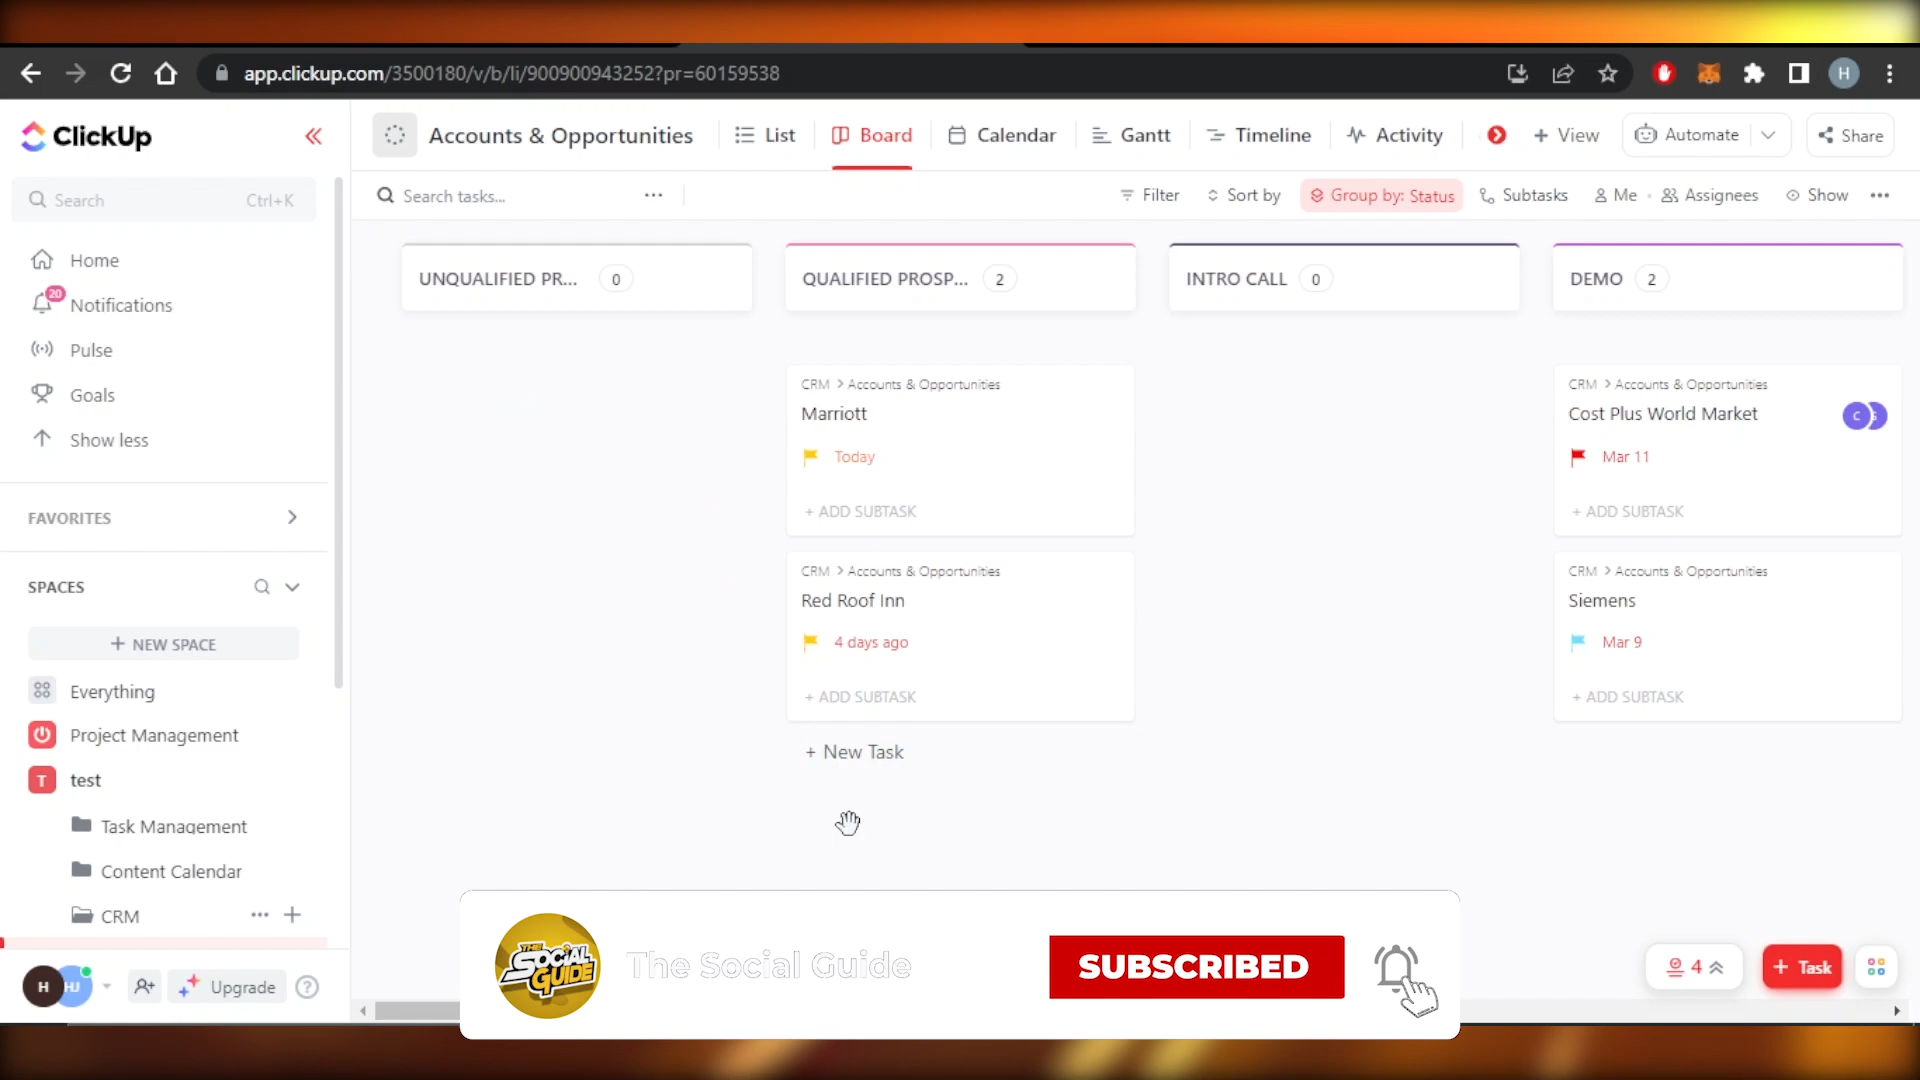 app.clickup.com/3500180/v/b/li/900900943252?pr=60159538
H
ClickUp
Accounts & Opportunities
List
Board
Calendar
Gantt
Timeline
Activity
+ View
Automate
Share
Search
Ctrl+K
Search tasks...
Filter
Sort by
Group by: Status
Subtasks
Me
Assignees
Show
Home
20
Notifications
Pulse
Goals
Show less
FAVORITES
SPACES
+ NEW SPACE
Everything
Project Management
T
test
Task Management
Content Calendar
CRM
H
HJ
Upgrade
?
UNQUALIFIED PR...
0
QUALIFIED PROSP...
2
INTRO CALL
0
DEMO
2
CRM > Accounts & Opportunities
Marriott
Today
+ ADD SUBTASK
CRM > Accounts & Opportunities
Red Roof Inn
4 days ago
+ ADD SUBTASK
+ New Task
CRM > Accounts & Opportunities
Cost Plus World Market
C
Mar 11
+ ADD SUBTASK
CRM > Accounts & Opportunities
Siemens
Mar 9
+ ADD SUBTASK
THE SOCIAL GUIDE
The Social Guide
SUBSCRIBED
4
+ Task